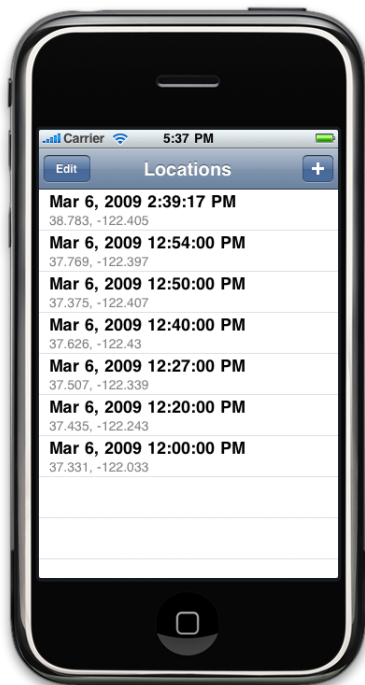 Carrier 5:37 PM
Edit Locations +
Mar 6, 2009 2:39:17 PM
38.783, -122.405
Mar 6, 2009 12:54:00 PM
37.769, -122.397
Mar 6, 2009 12:50:00 PM
37.375, -122.407
Mar 6, 2009 12:40:00 PM
37.626, -122.43
Mar 6, 2009 12:27:00 PM
37.507, -122.339
Mar 6, 2009 12:20:00 PM
37.435, -122.243
Mar 6, 2009 12:00:00 PM
37.331, -122.033